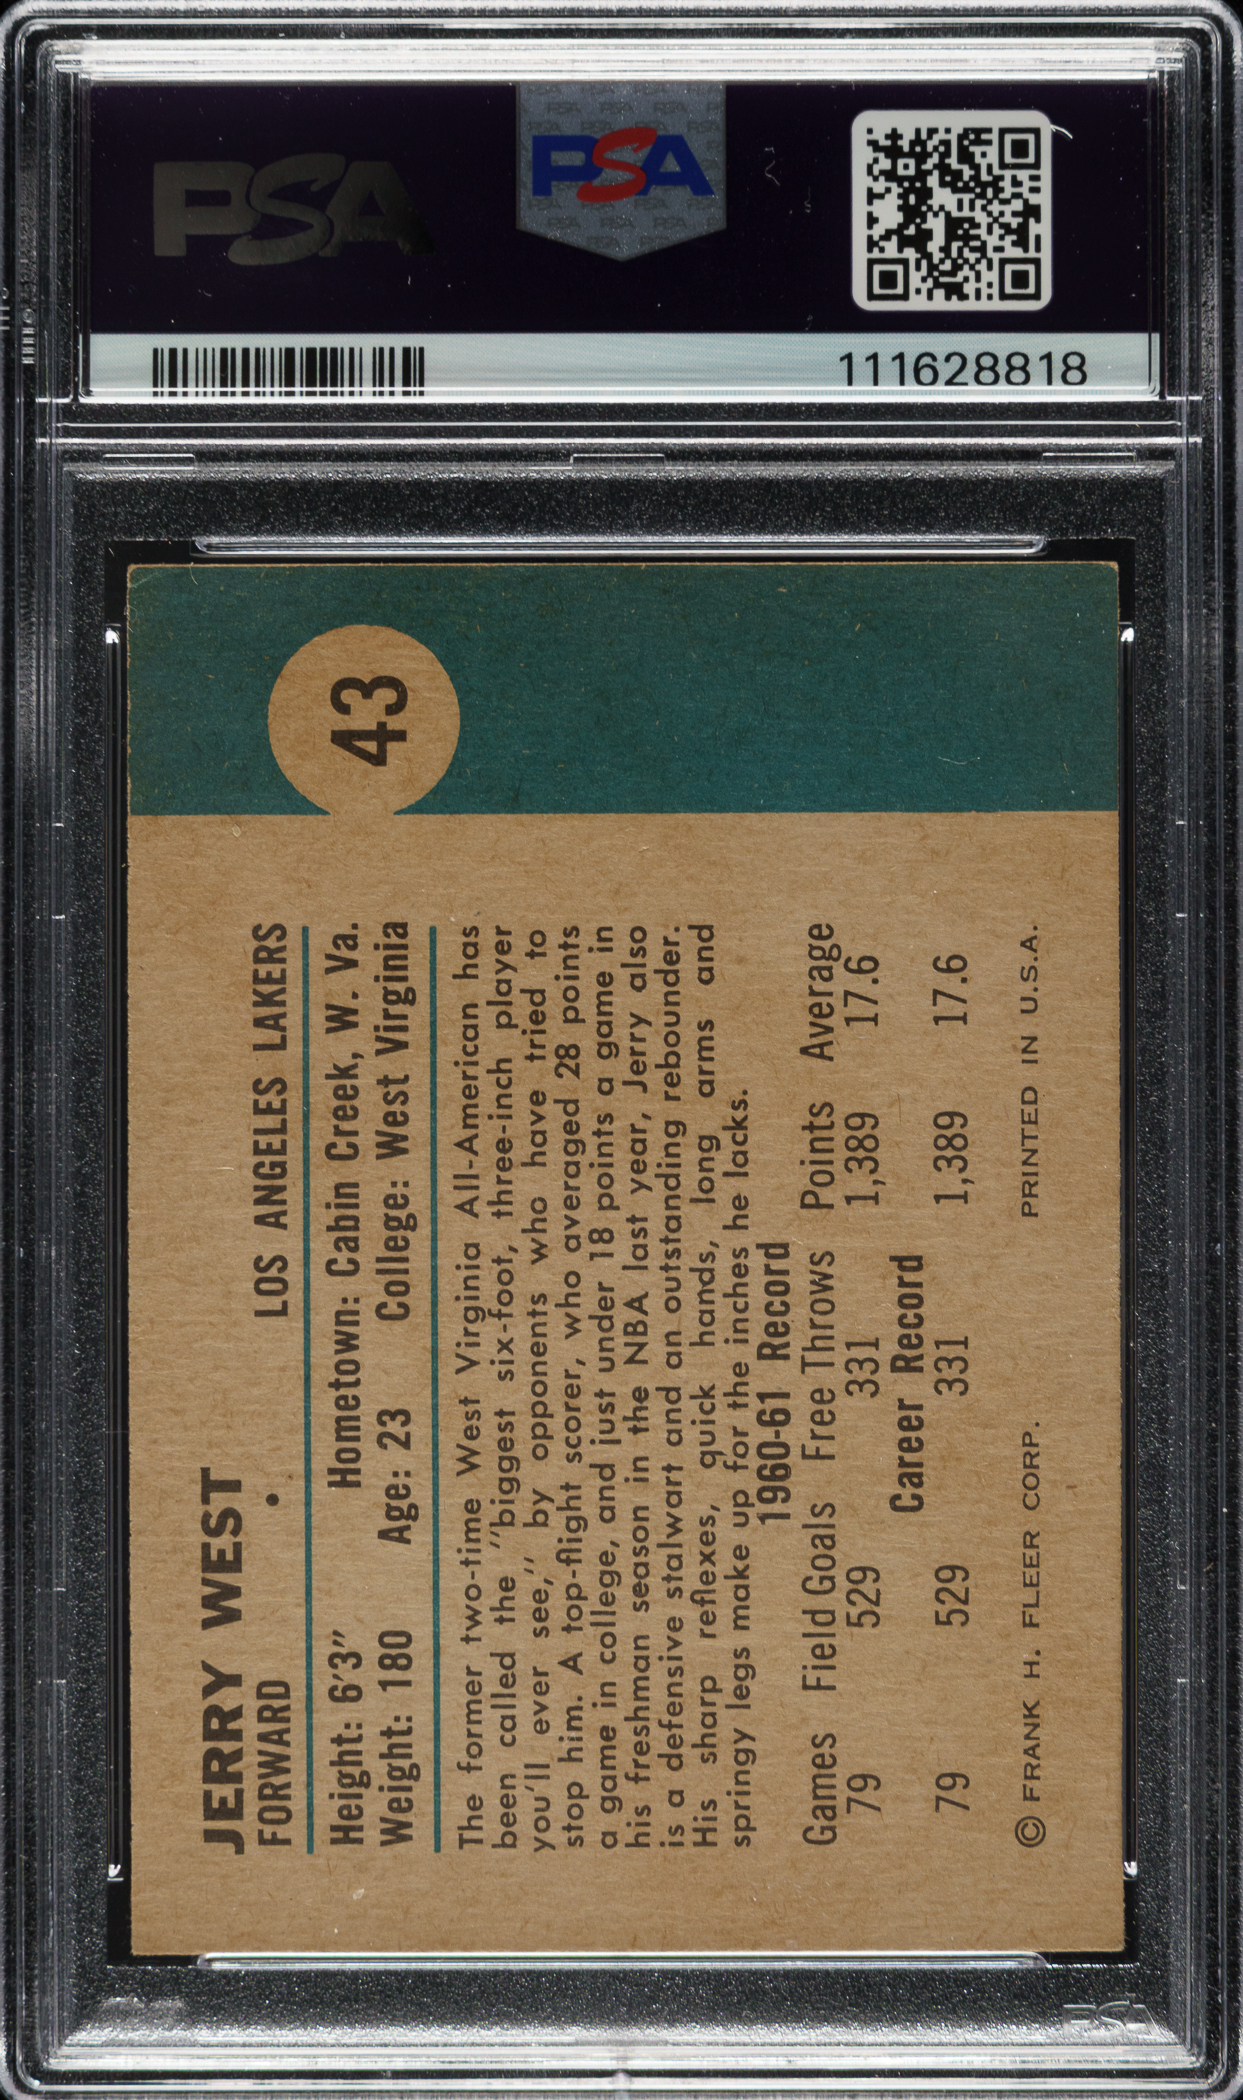 PSA
PSA
111628818
43
JERRY WEST
FORWARD • LOS ANGELES LAKERS
Height: 6'3" Hometown: Cabin Creek, W. Va.
Weight: 180 Age: 23 College: West Virginia
The former two-time West Virginia All-American has
been called the "biggest six-foot, three-inch player
you'll ever see," by opponents who have tried to
stop him. A top-flight scorer, who averaged 28 points
a game in college, and just under 18 points a game in
his freshman season in the NBA last year, Jerry also
is a defensive stalwart and an outstanding rebounder.
His sharp reflexes, quick hands, long arms and
springy legs make up for the inches he lacks.
1960-61 Record
Games Field Goals Free Throws Points Average
79 529 331 1,389 17.6
Career Record
79 529 331 1,389 17.6
© FRANK H. FLEER CORP. PRINTED IN U.S.A.
PSA